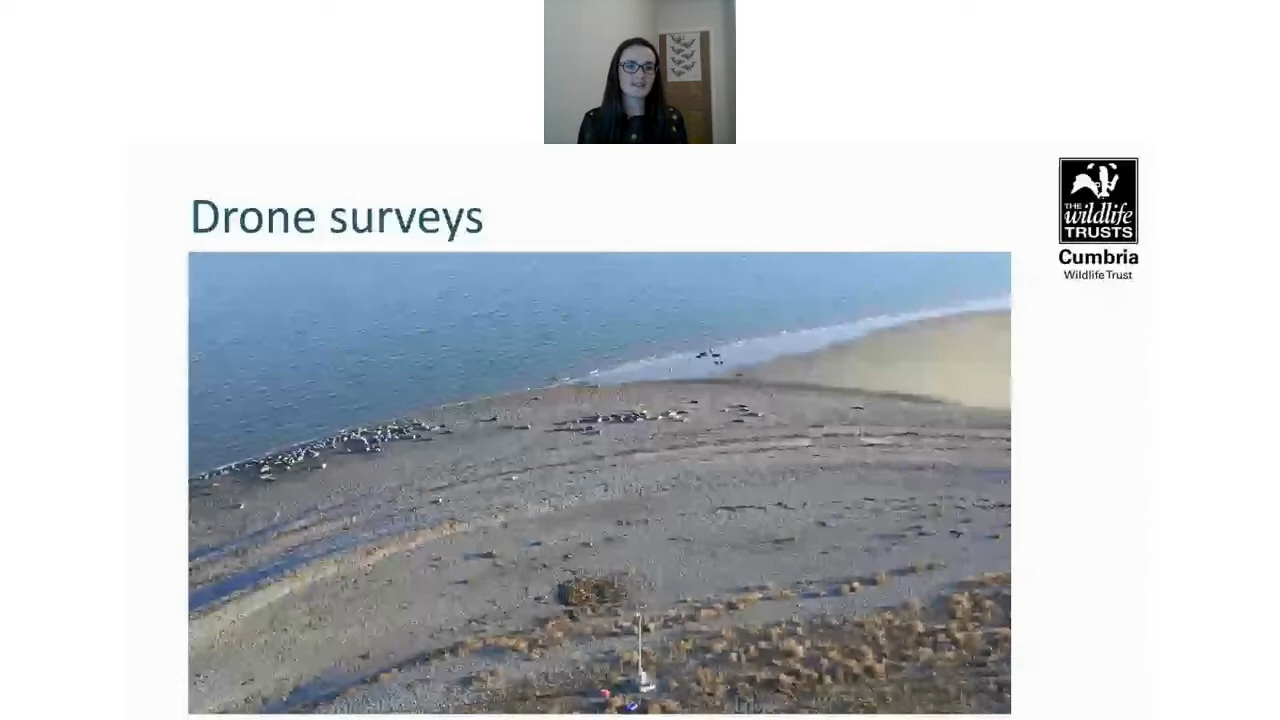 Drone surveys
THE
wildlife
TRUSTS
Cumbria
Wildlife Trust